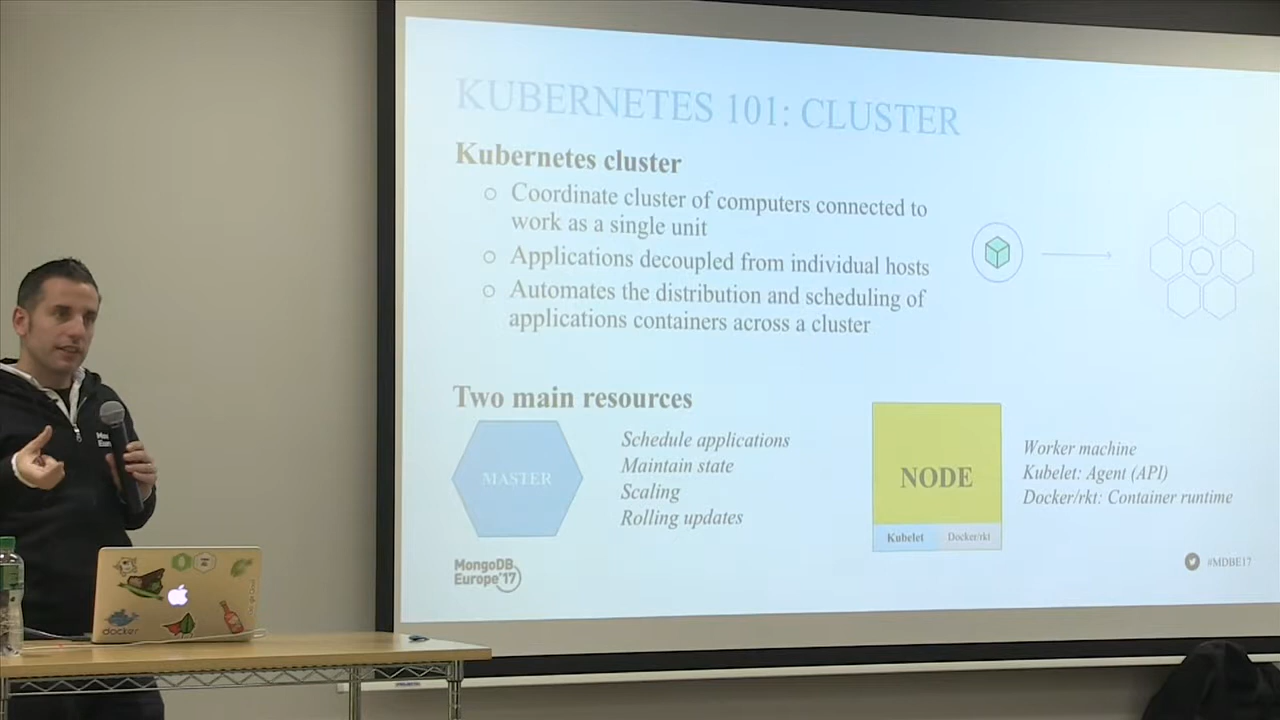 KUBERNETES 101: CLUSTER
Kubernetes cluster
Coordinate cluster of computers connected to
work as a single unit
Applications decoupled from individual hosts
Automates the distribution and scheduling of
applications containers across a cluster
Two main resources
MASTER
Schedule applications
Maintain state
Scaling
Rolling updates
NODE
Kubelet
Docker/rkt
Worker machine
Kubelet: Agent (API)
Docker/rkt: Container runtime
MongoDB
Europe'17
#MDBE17
docker